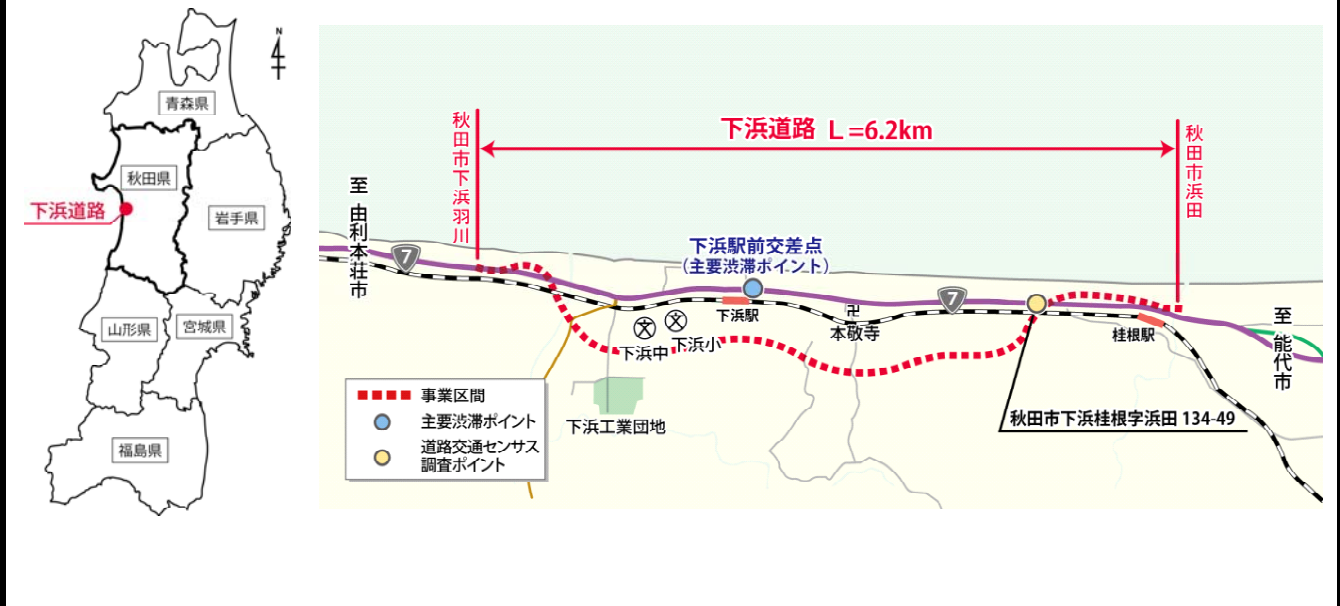 N
4
青森県
秋田県
下浜道路
岩手県
山形県
宮城県
福島県
下浜道路 L=6.2km
秋田市下浜羽川
秋田市浜田
至 由利本荘市
7
下浜駅前交差点
(主要渋滞ポイント)
下浜駅
7
文
文
下浜中
下浜小
卍
本敬寺
桂根駅
至 能代市
下浜工業団地
秋田市下浜桂根字浜田 134-49
事業区間
主要渋滞ポイント
道路交通センサス
調査ポイント